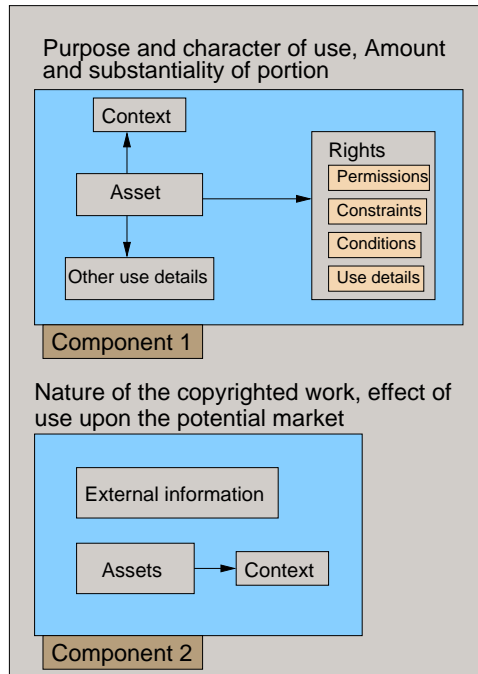 Purpose and character of use, Amount
and substantiality of portion
Context
Asset
Other use details
Rights
Permissions
Constraints
Conditions
Use details
Component 1
Nature of the copyrighted work, effect of
use upon the potential market
External information
Assets
Context
Component 2